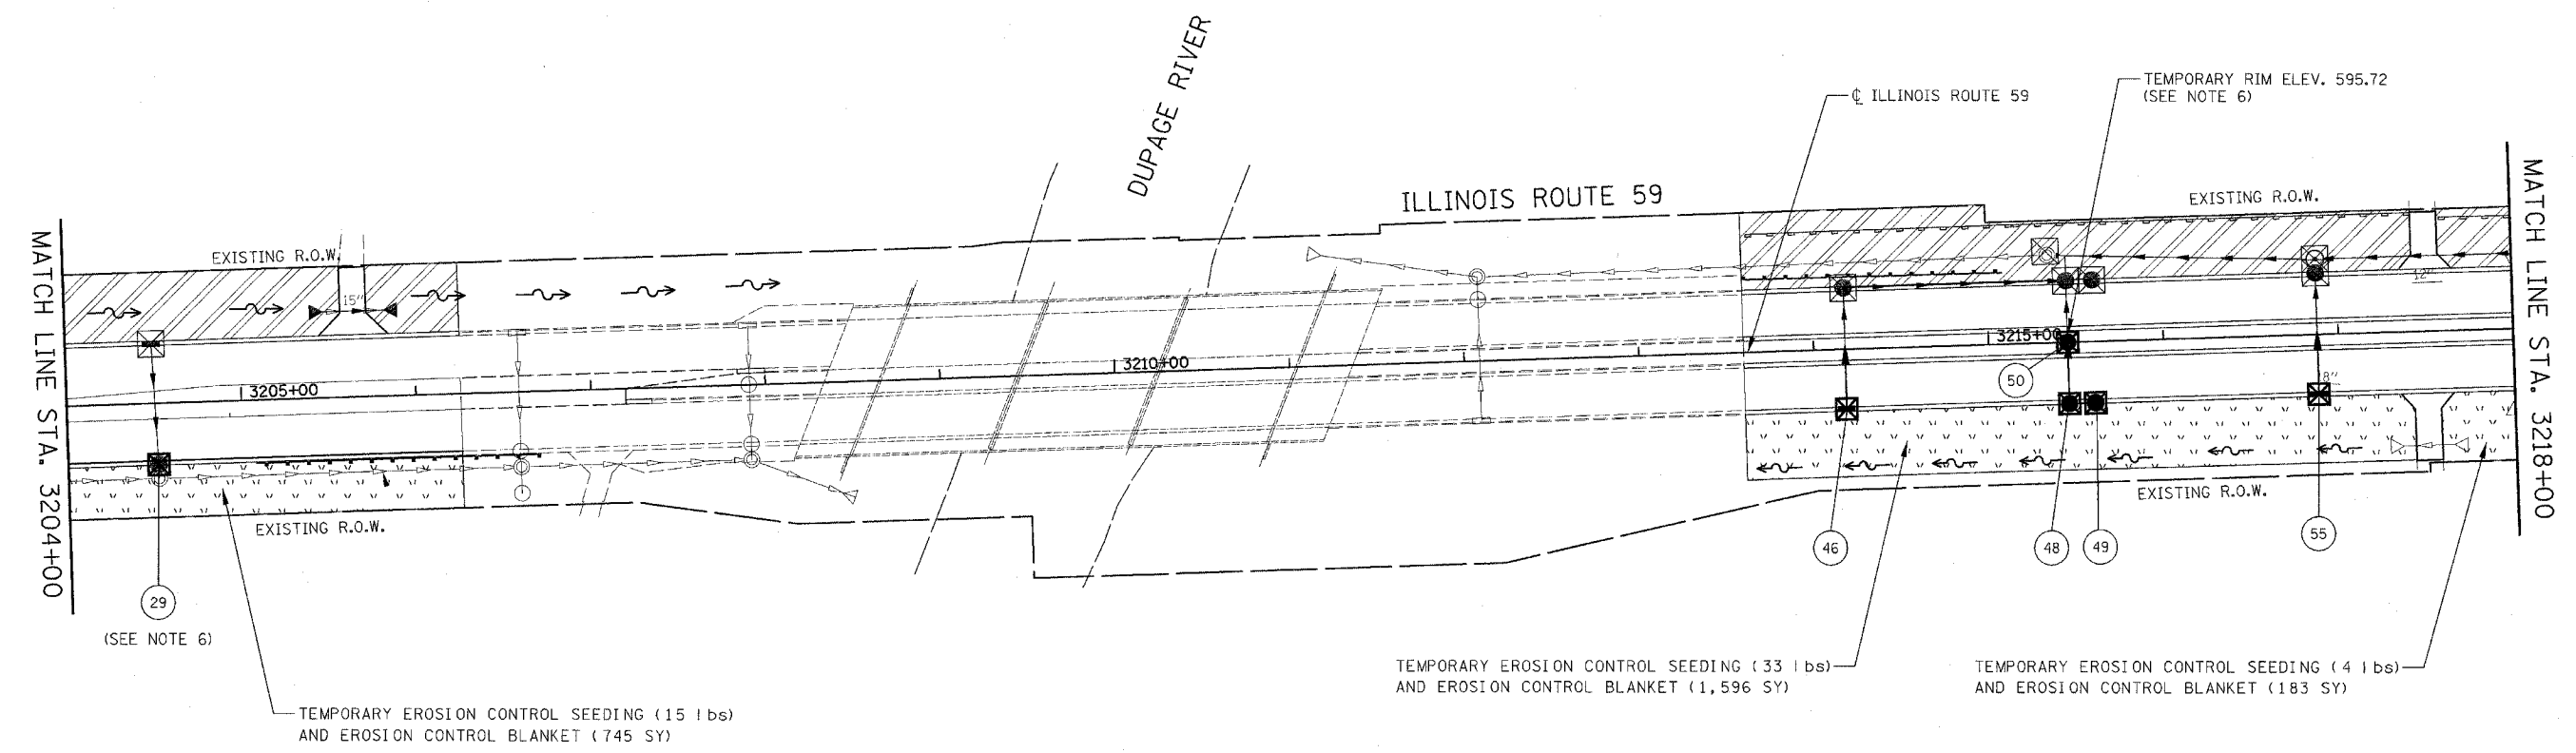 DUPAGE RIVER
TEMPORARY RIM ELEV. 595.72
(SEE NOTE 6)
℄ ILLINOIS ROUTE 59
ILLINOIS ROUTE 59
EXISTING R.O.W.
EXISTING R.O.W.
MATCH LINE STA. 3204+00
MATCH LINE STA. 3218+00
15"
12"
3205+00
3210+00
3215+00
50
8"
EXISTING R.O.W.
EXISTING R.O.W.
29
(SEE NOTE 6)
46
48
49
55
TEMPORARY EROSION CONTROL SEEDING (33 lbs)
AND EROSION CONTROL BLANKET (1,596 SY)
TEMPORARY EROSION CONTROL SEEDING (4 lbs)
AND EROSION CONTROL BLANKET (183 SY)
TEMPORARY EROSION CONTROL SEEDING (15 lbs)
AND EROSION CONTROL BLANKET (745 SY)